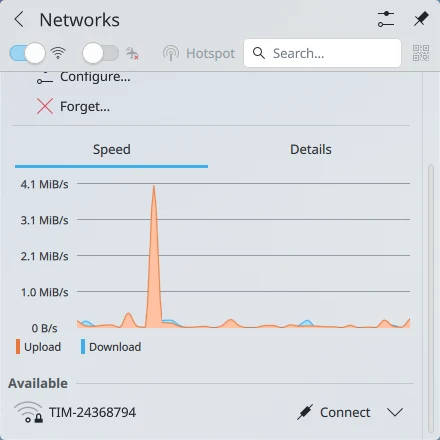 Networks
Hotspot Search...
Configure...
Forget...
Speed Details
4.1 MiB/s
3.1 MiB/s
2.1 MiB/s
1.0 MiB/s
0 B/s
Upload Download
Available
TIM-24368794 Connect